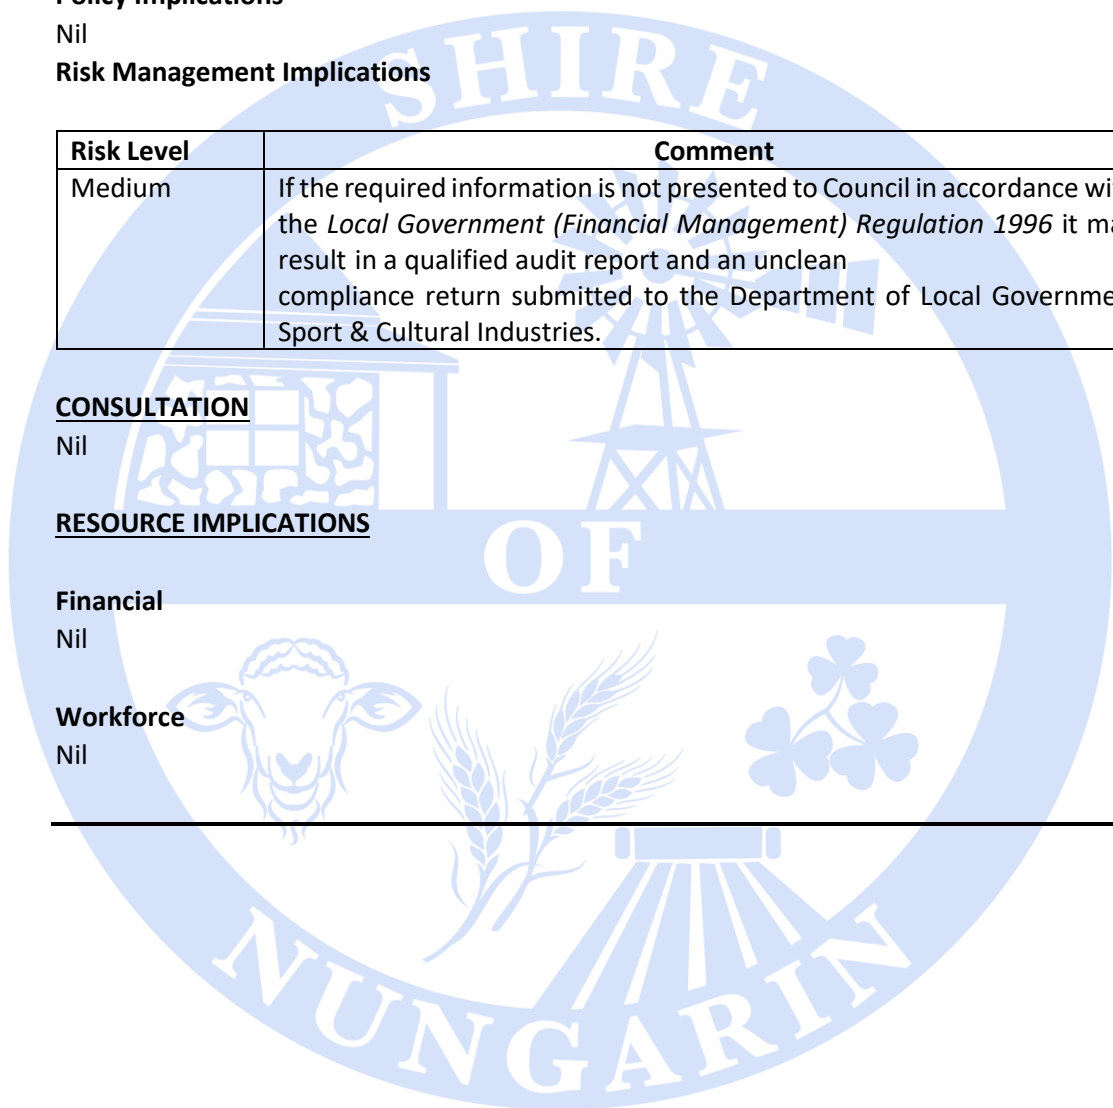 Policy Implications
Nil
Risk Management Implications
SHIRE
Risk Level Comment
Medium If the required information is not presented to Council in accordance
the Local Government (Financial Management) Regulation 1996 it
result in a qualified audit report and an unclean
compliance return submitted to the Department of Local
Sport & Cultural Industries.
CONSULTATION
Nil
RESOURCE IMPLICATIONS
OF
Financial
Nil
Workforce
Nil
NUNGARIN